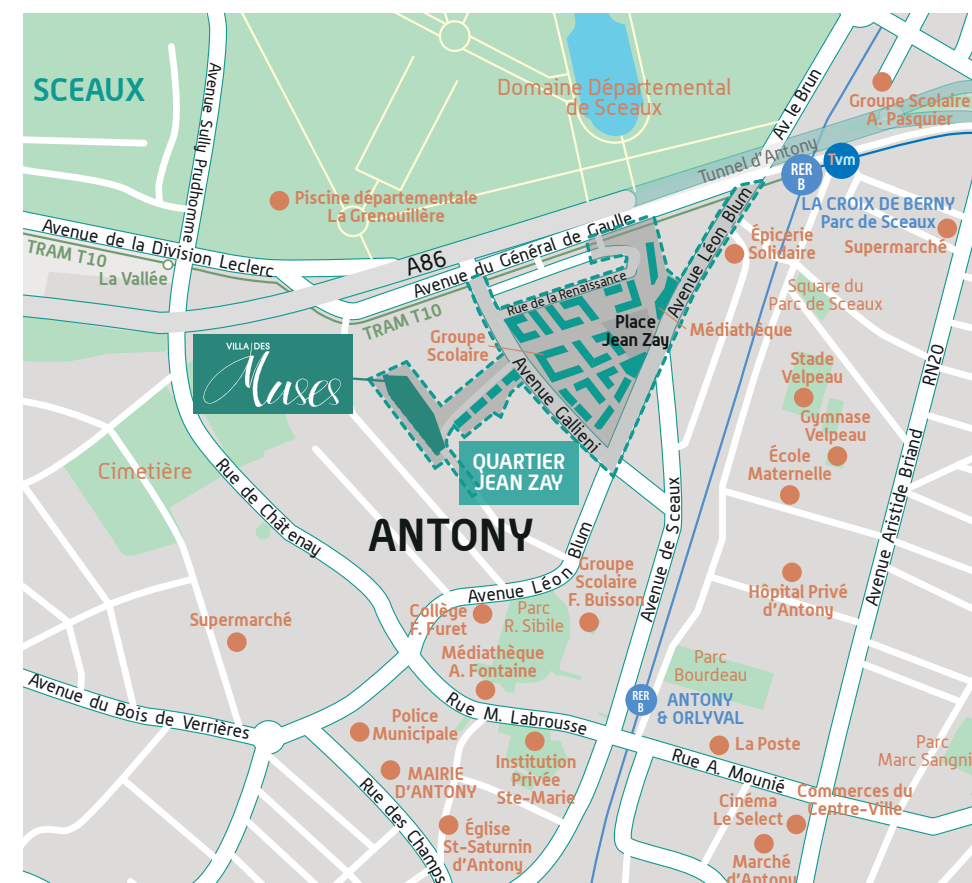 SCEAUX
Avenue Sully Prudhomme
Domaine Départemental
de Sceaux
Av. le Brun
Groupe Scolaire
A. Pasquier
Tunnel d'Antony
RER
B
Tvm
LA CROIX DE BERNY
Parc de Sceaux
Piscine départementale
La Grenouillère
Avenue de la Division Leclerc
TRAM T10
La Vallée
A86
Avenue du Général de Gaulle
TRAM T10
Avenue Léon Blum
Épicerie
Solidaire
Supermarché
Square du
Parc de Sceaux
Rue de la Renaissance
Place
Jean Zay
Médiathèque
Groupe
Scolaire
Avenue Gallieni
VILLA DES
Muses
QUARTIER
JEAN ZAY
Stade
Velpeau
Gymnase
Velpeau
École
Maternelle
RN20
Avenue Aristide Briand
Cimetière
Rue de Châtenay
ANTONY
Avenue Léon Blum
Avenue de Sceaux
Groupe
Scolaire
F. Buisson
Hôpital Privé
d'Antony
Collège
F. Furet
Parc
R. Sibile
Supermarché
Médiathèque
A. Fontaine
Parc
Bourdeau
RER
B
ANTONY
& ORLYVAL
Avenue du Bois de Verrières
Rue M. Labrousse
Police
Municipale
Institution
Privée
Ste-Marie
La Poste
Rue A. Mounié
Parc
Marc Sangni
MAIRIE
D'ANTONY
Rue des Champs
Église
St-Saturnin
d'Antony
Cinéma
Le Select
Commerces du
Centre-Ville
Marché
d'Antony